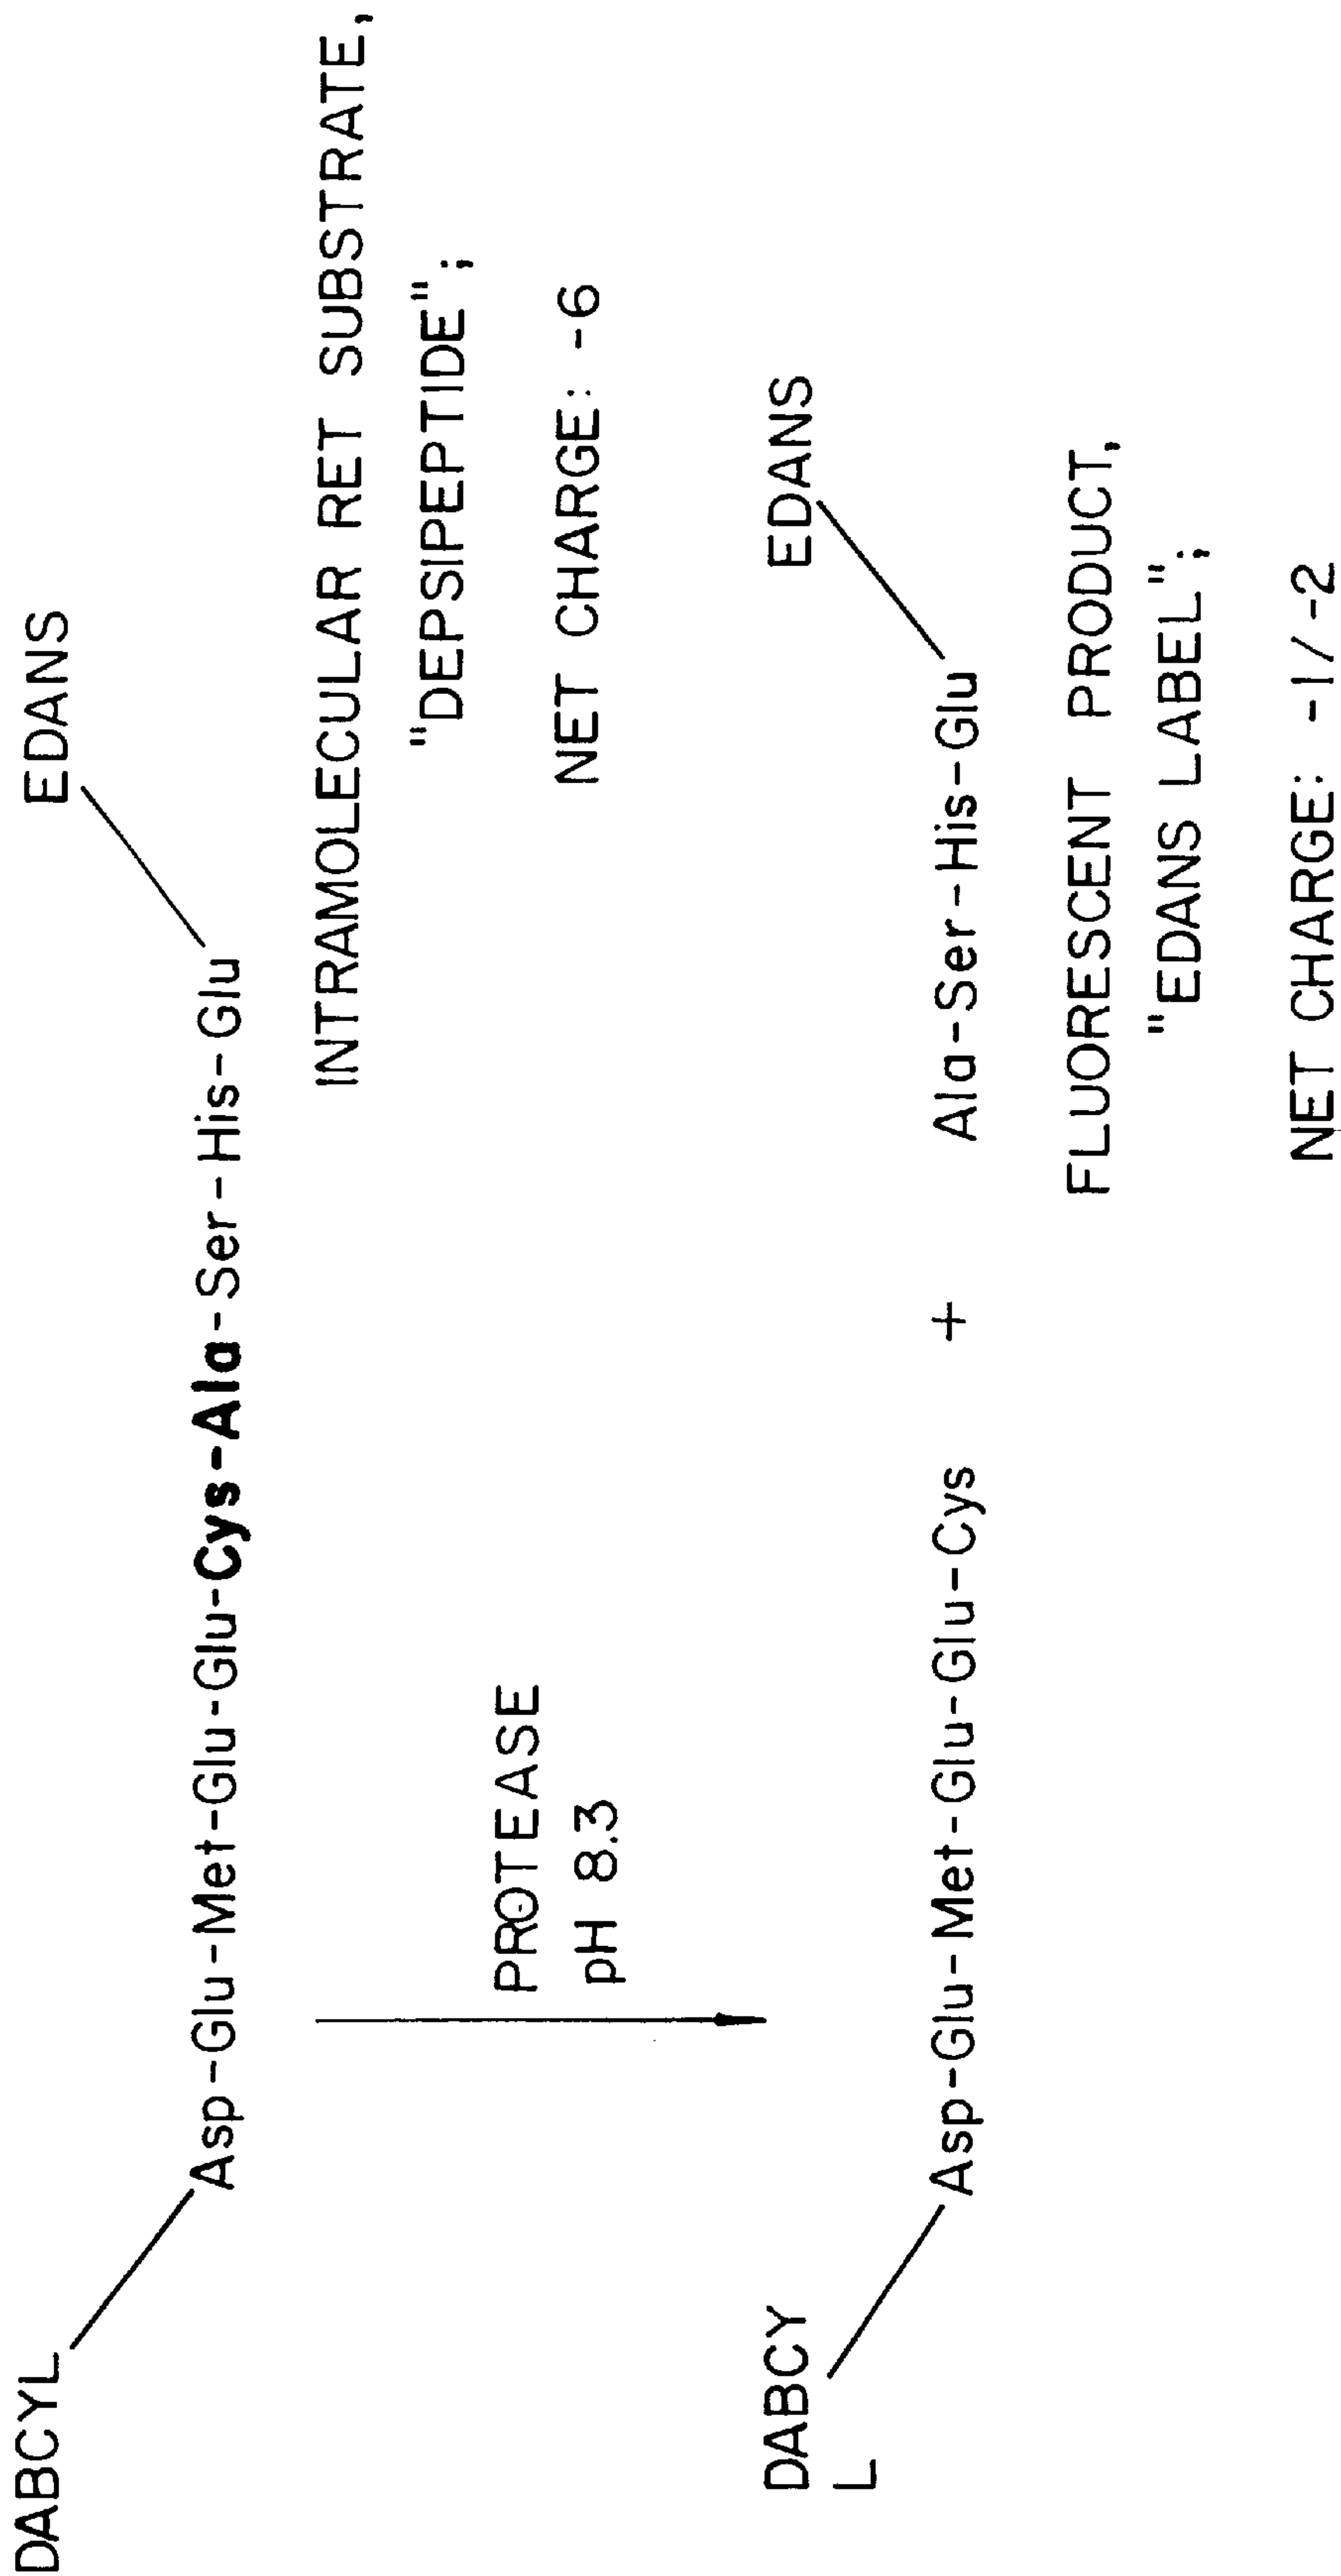 DABCYL EDANS
Asp-Glu-Met-Glu-Glu-Cys-Ala-Ser-His-Glu
INTRAMOLECULAR RET SUBSTRATE,
"DEPSIPEPTIDE";
NET CHARGE: -6
PROTEASE
pH 8.3
DABCY
L
EDANS
Asp-Glu-Met-Glu-Glu-Cys + Ala-Ser-His-Glu
FLUORESCENT PRODUCT,
"EDANS LABEL";
NET CHARGE: -1/-2